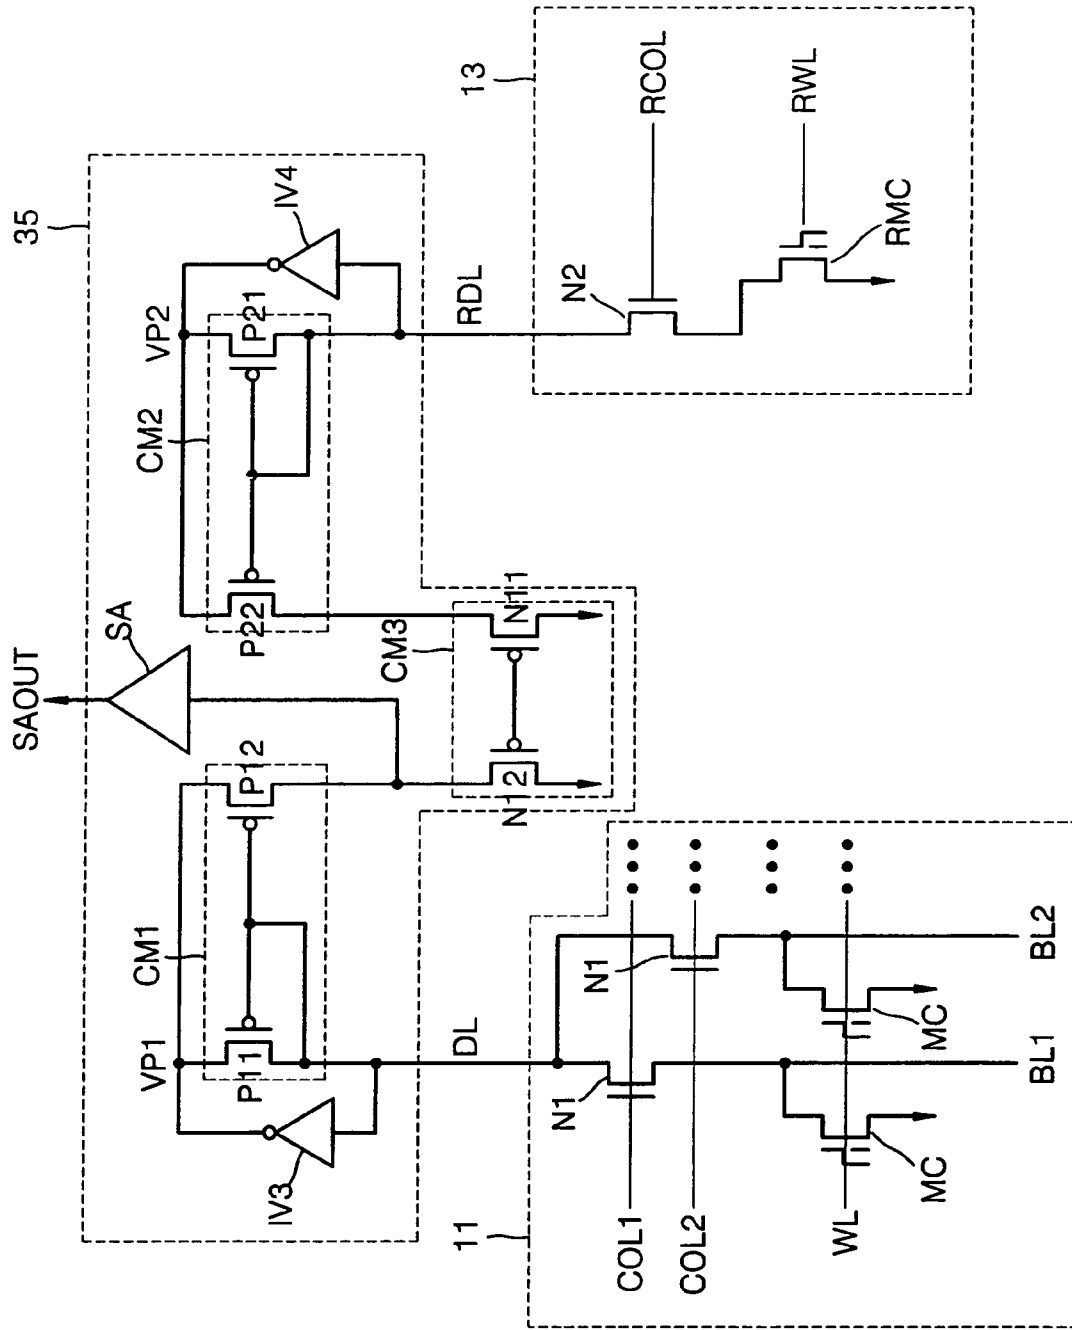 SAOUT
35
SA
VP1
CM1
P11
P12
IV3
VP2
CM2
P22
P21
IV4
CM3
N12
N11
DL
RDL
11
N1
N1
COL1
COL2
WL
MC
MC
BL1
BL2
13
N2
RCOL
RWL
RMC